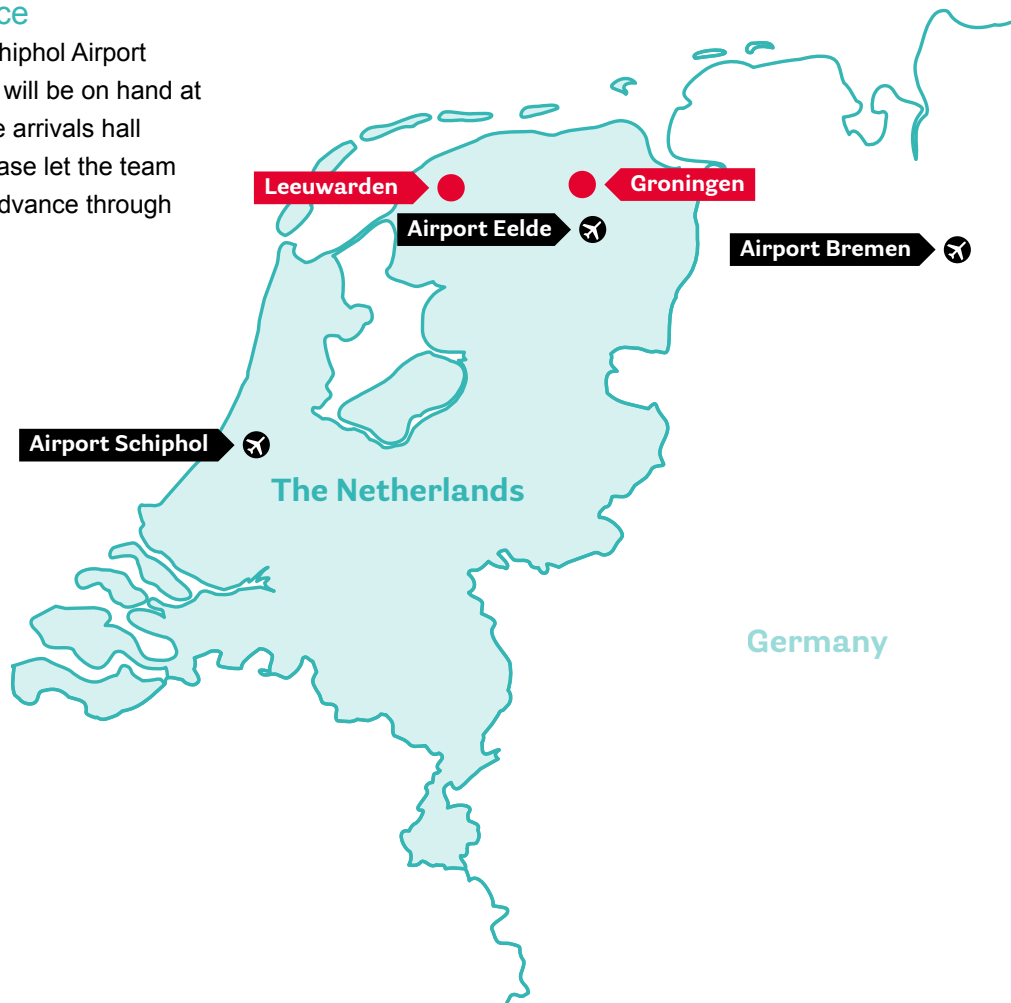 ce
hiphol Airport
will be on hand at
e arrivals hall
ase let the team
dvance through
Leeuwarden
Groningen
Airport Eelde
Airport Bremen
Airport Schiphol
The Netherlands
Germany